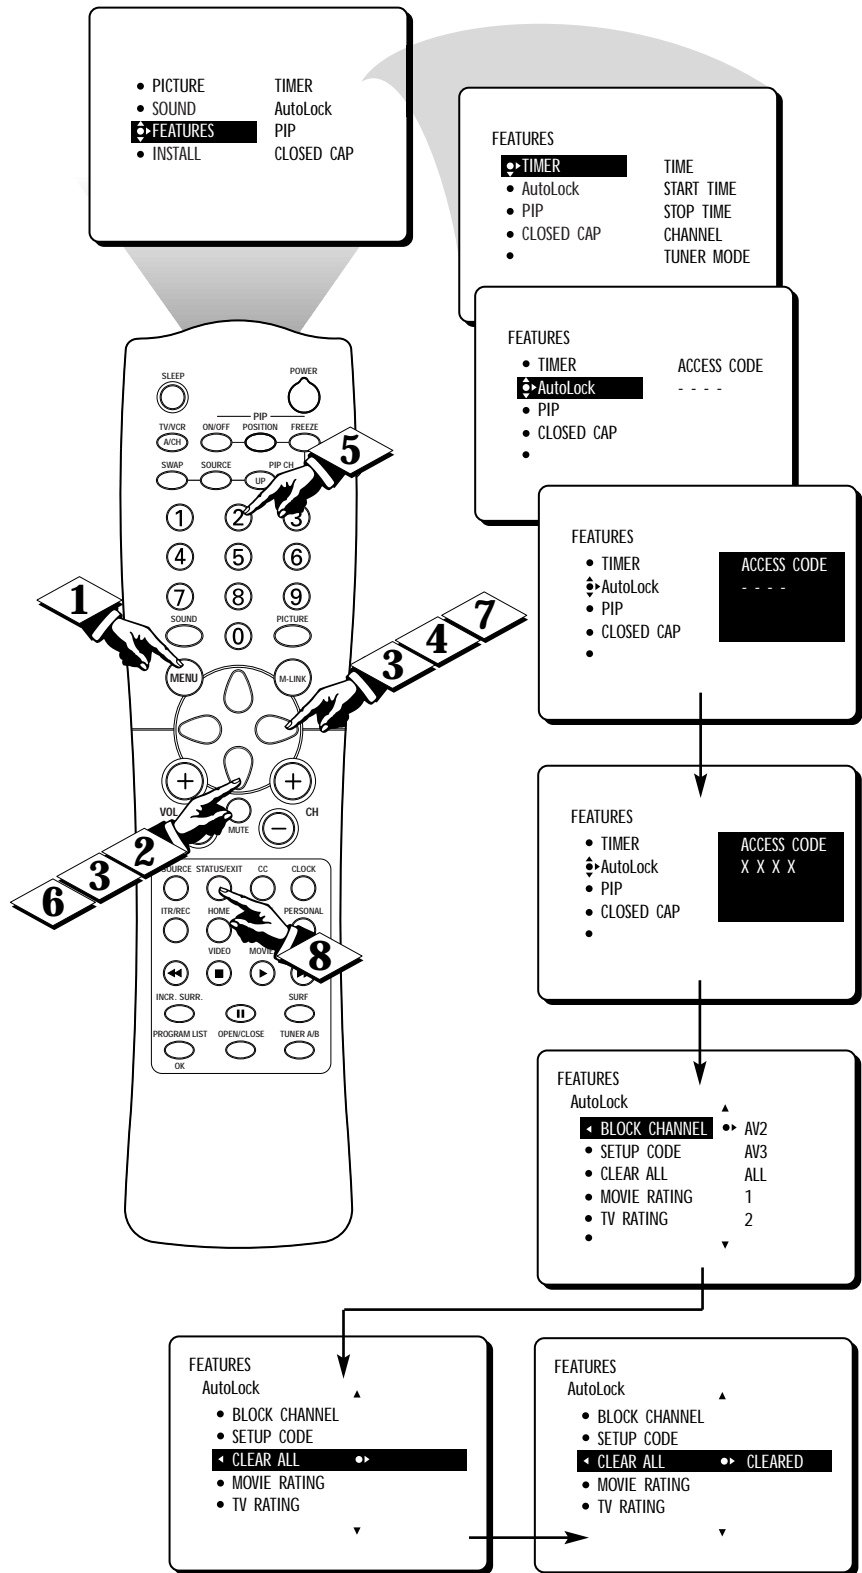 PICTURE TIMER
SOUND AutoLock
FEATURES PIP
INSTALL CLOSED CAP
FEATURES
TIMER TIME
AutoLock START TIME
PIP STOP TIME
CLOSED CAP CHANNEL
TUNER MODE
FEATURES
TIMER ACCESS CODE
AutoLock - - - -
PIP
CLOSED CAP
FEATURES
TIMER ACCESS CODE
AutoLock - - - -
PIP
CLOSED CAP
FEATURES
TIMER ACCESS CODE
AutoLock X X X X
PIP
CLOSED CAP
FEATURES
AutoLock
BLOCK CHANNEL AV2
SETUP CODE AV3
CLEAR ALL ALL
MOVIE RATING 1
TV RATING 2
FEATURES
AutoLock
BLOCK CHANNEL
SETUP CODE
CLEAR ALL
MOVIE RATING
TV RATING
FEATURES
AutoLock
BLOCK CHANNEL
SETUP CODE
CLEAR ALL CLEARED
MOVIE RATING
TV RATING
SLEEP POWER
PIP
TV/VCR ON/OFF POSITION FREEZE
A/CH
SWAP SOURCE PIP CH
UP
5
1 2 3
4 5 6
7 8 9
1
SOUND 0 PICTURE
3 4 7
MENU M-LINK
+ +
VOL CH
MUTE −
6 3 2
SOURCE STATUS/EXIT CC CLOCK
ITR/REC HOME PERSONAL
VIDEO MOVIE
8
INCR. SURR. SURF
PROGRAM LIST OPEN/CLOSE TUNER A/B
OK